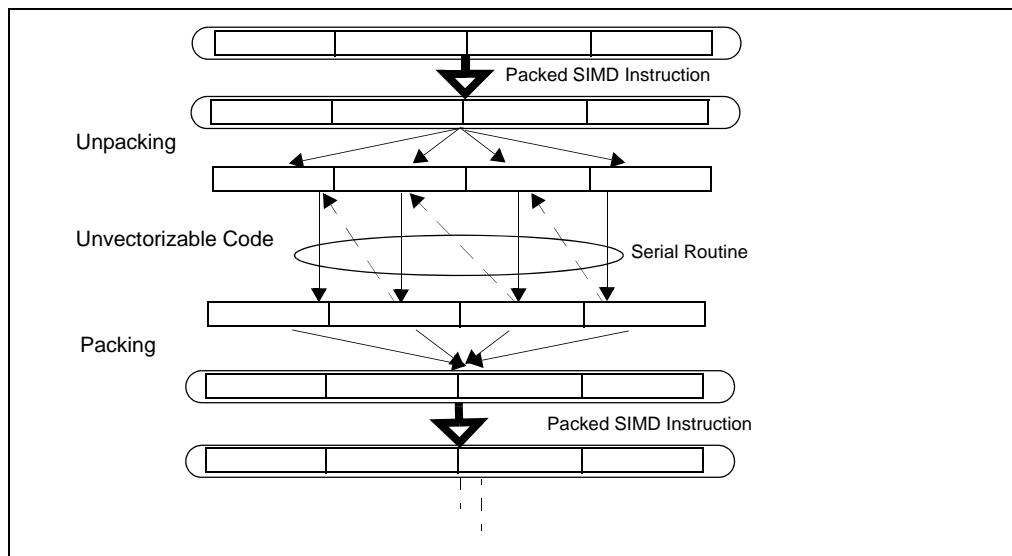 Packed SIMD Instruction
Unpacking
Unvectorizable Code
Serial Routine
Packing
Packed SIMD Instruction